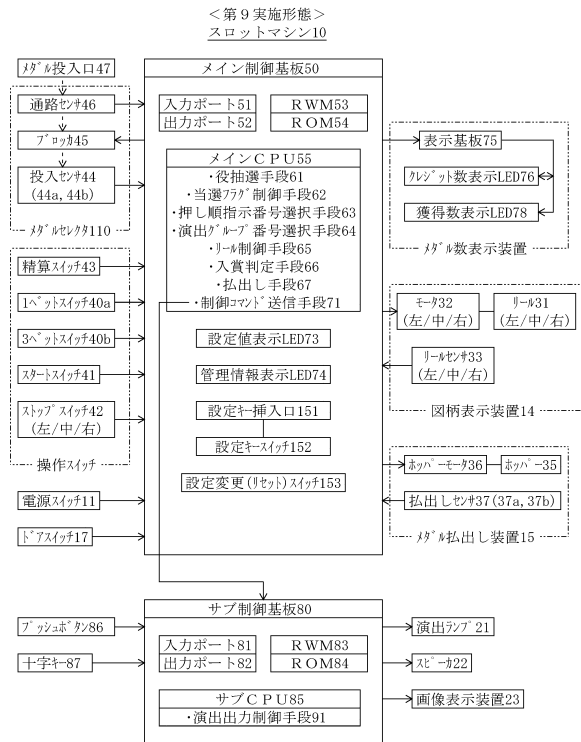 ＜第９実施形態＞
スロットマシン10
ﾒﾀﾞﾙ投入口47
通路ｾﾝｻ46
ﾌﾞﾛｯｶ45
投入ｾﾝｻ44
(44a, 44b)
ﾒﾀﾞﾙｾﾚｸﾀ110
精算ｽｲｯﾁ43
1ﾍﾞｯﾄｽｲｯﾁ40a
3ﾍﾞｯﾄｽｲｯﾁ40b
ｽﾀｰﾄｽｲｯﾁ41
ｽﾄｯﾌﾟｽｲｯﾁ42
(左/中/右)
操作ｽｲｯﾁ
電源ｽｲｯﾁ11
ﾄﾞｱｽｲｯﾁ17
メイン制御基板50
入力ポート51
出力ポート52
ＲＷＭ53
ＲＯＭ54
メインＣＰＵ55
・役抽選手段61
・当選ﾌﾗｸﾞ制御手段62
・押し順指示番号選択手段63
・演出ｸﾞﾙｰﾌﾟ番号選択手段64
・ﾘｰﾙ制御手段65
・入賞判定手段66
・払出し手段67
・制御ｺﾏﾝﾄﾞ送信手段71
設定値表示LED73
管理情報表示LED74
設定キー挿入口151
設定キースイッチ152
設定変更(リセット)スイッチ153
表示基板75
ｸﾚｼﾞｯﾄ数表示LED76
獲得数表示LED78
ﾒﾀﾞﾙ数表示装置
ﾓｰﾀ32
(左/中/右)
ﾘｰﾙ31
(左/中/右)
ﾘｰﾙｾﾝｻ33
(左/中/右)
図柄表示装置14
ﾎｯﾊﾟｰﾓｰﾀ36
ﾎｯﾊﾟｰ35
払出しｾﾝｻ37(37a, 37b)
ﾒﾀﾞﾙ払出し装置15
サブ制御基板80
ﾌﾟｯｼｭﾎﾞﾀﾝ86
十字ｷｰ87
入力ポート81
出力ポート82
ＲＷＭ83
ＲＯＭ84
サブＣＰＵ85
・演出出力制御手段91
演出ﾗﾝﾌﾟ21
ｽﾋﾟｰｶ22
画像表示装置23